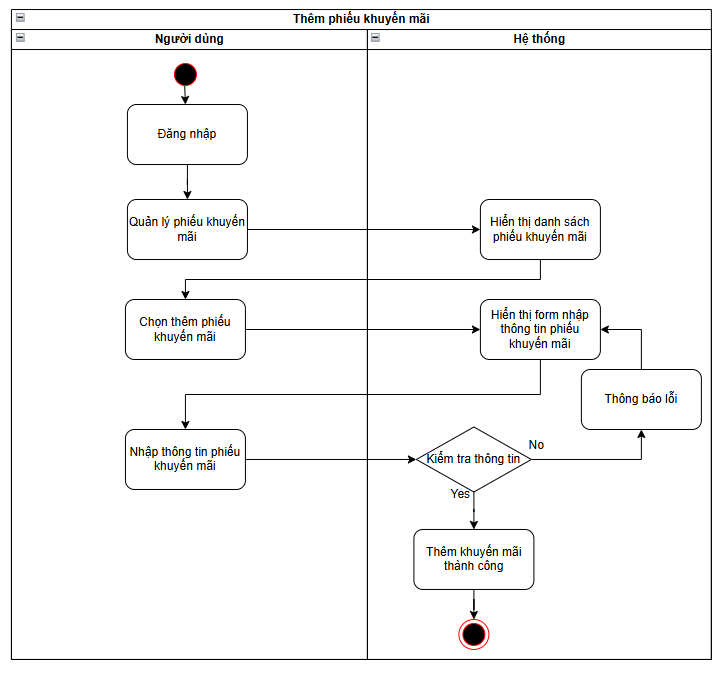 Thêm phiếu khuyến mãi
Người dùng
Hệ thống
Đăng nhập
Quản lý phiếu khuyến
mãi
Hiển thị danh sách
phiếu khuyến mãi
Chọn thêm phiếu
khuyến mãi
Hiển thị form nhập
thông tin phiếu
khuyến mãi
Thông báo lỗi
Nhập thông tin phiếu
khuyến mãi
Kiểm tra thông tin
No
Yes
Thêm khuyến mãi
thành công